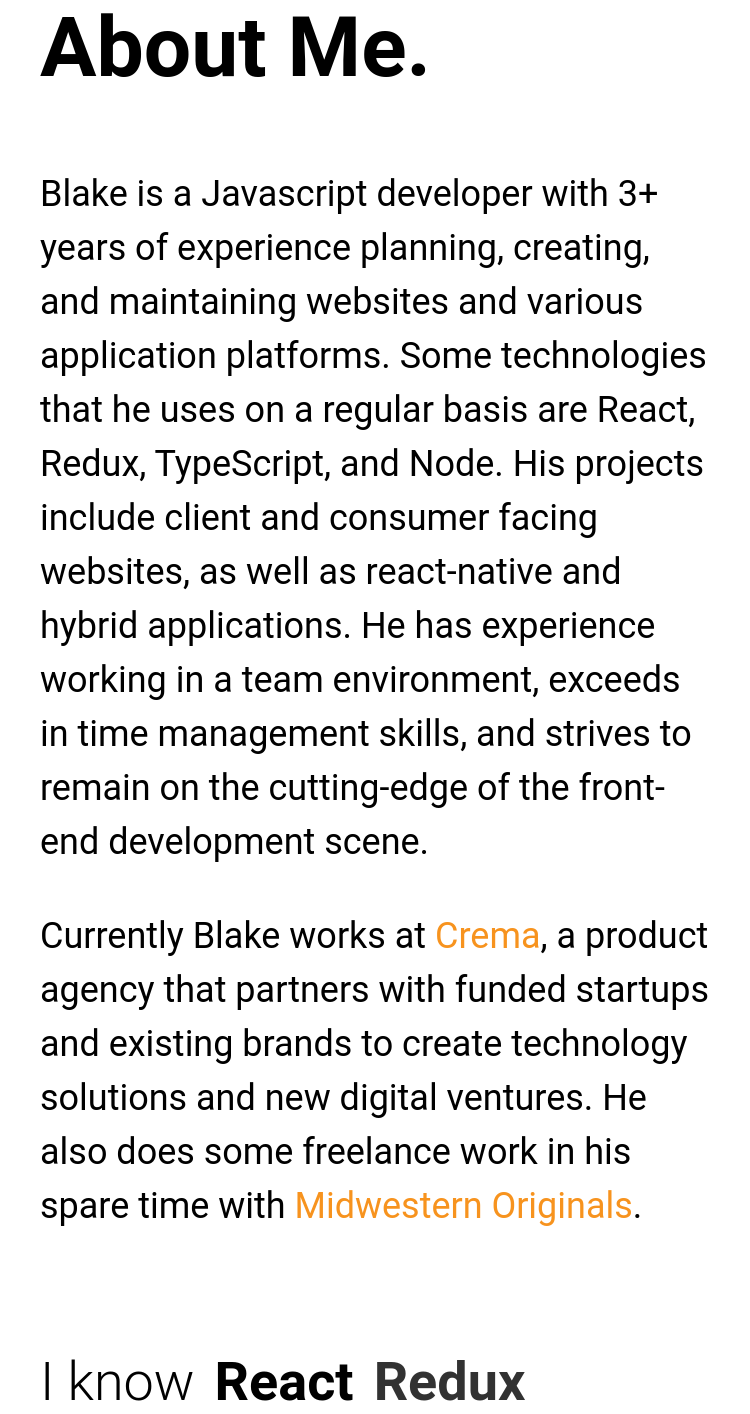 About Me.
Blake is a Javascript developer with 3+
years of experience planning, creating,
and maintaining websites and various
application platforms. Some technologies
that he uses on a regular basis are React,
Redux, TypeScript, and Node. His projects
include client and consumer facing
websites, as well as react-native and
hybrid applications. He has experience
working in a team environment, exceeds
in time management skills, and strives to
remain on the cutting-edge of the front-
end development scene.
Currently Blake works at Crema, a product
agency that partners with funded startups
and existing brands to create technology
solutions and new digital ventures. He
also does some freelance work in his
spare time with Midwestern Originals.
I know React Redux